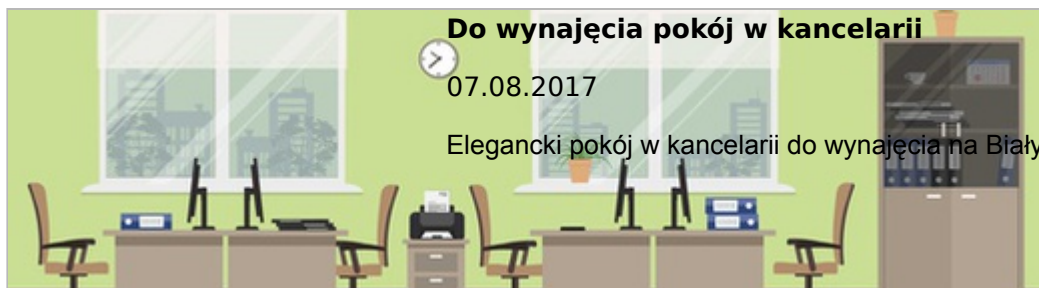 Do wynajęcia pokój w kancelarii
07.08.2017
Elegancki pokój w kancelarii do wynajęcia na Biały